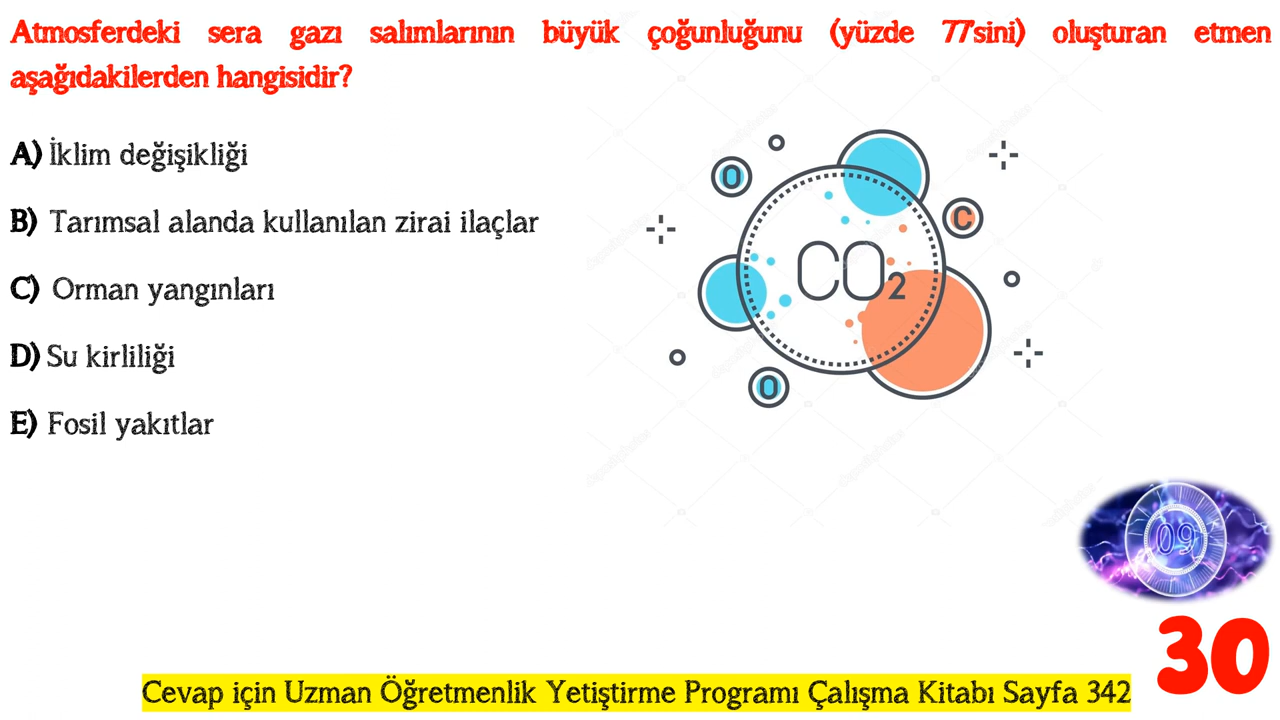 Atmosferdeki sera gazı salımlarının büyük çoğunluğunu (yüzde 77'sini) oluşturan etmen
aşağıdakilerden hangisidir?
A) İklim değişikliği
B) Tarımsal alanda kullanılan zirai ilaçlar
C) Orman yangınları
D) Su kirliliği
E) Fosil yakıtlar
O
C
CO2
O
09
30
Cevap için Uzman Öğretmenlik Yetiştirme Programı Çalışma Kitabı Sayfa 342